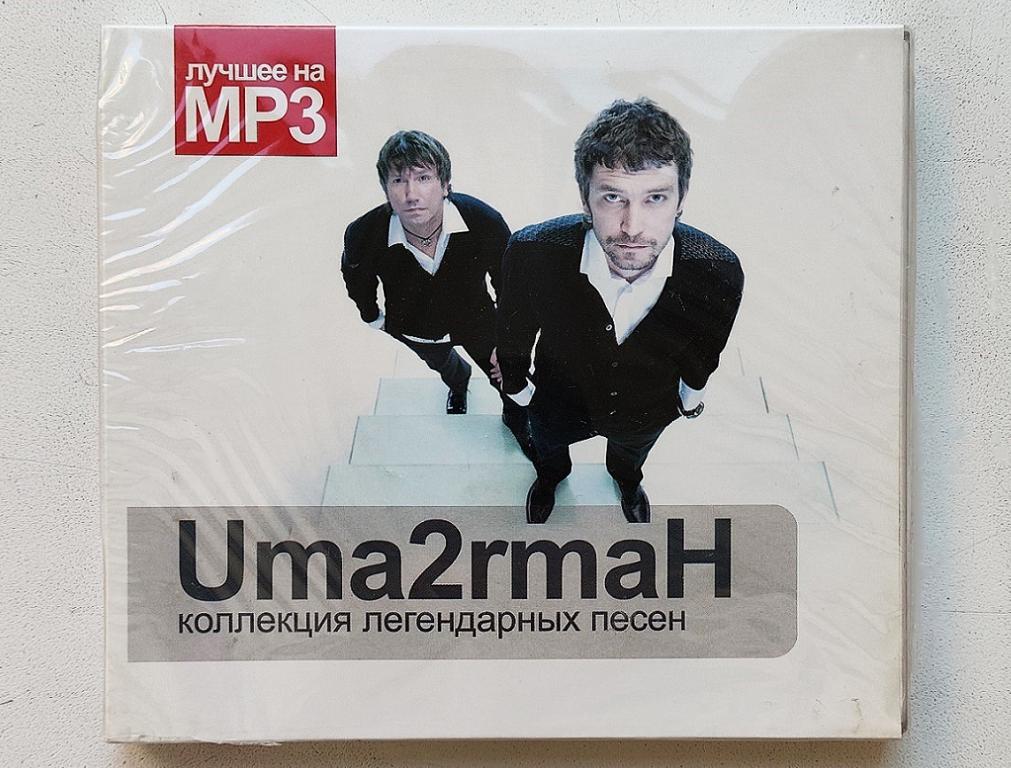 лучшее на
MP3
Uma2rmaH
коллекция легендарных песен